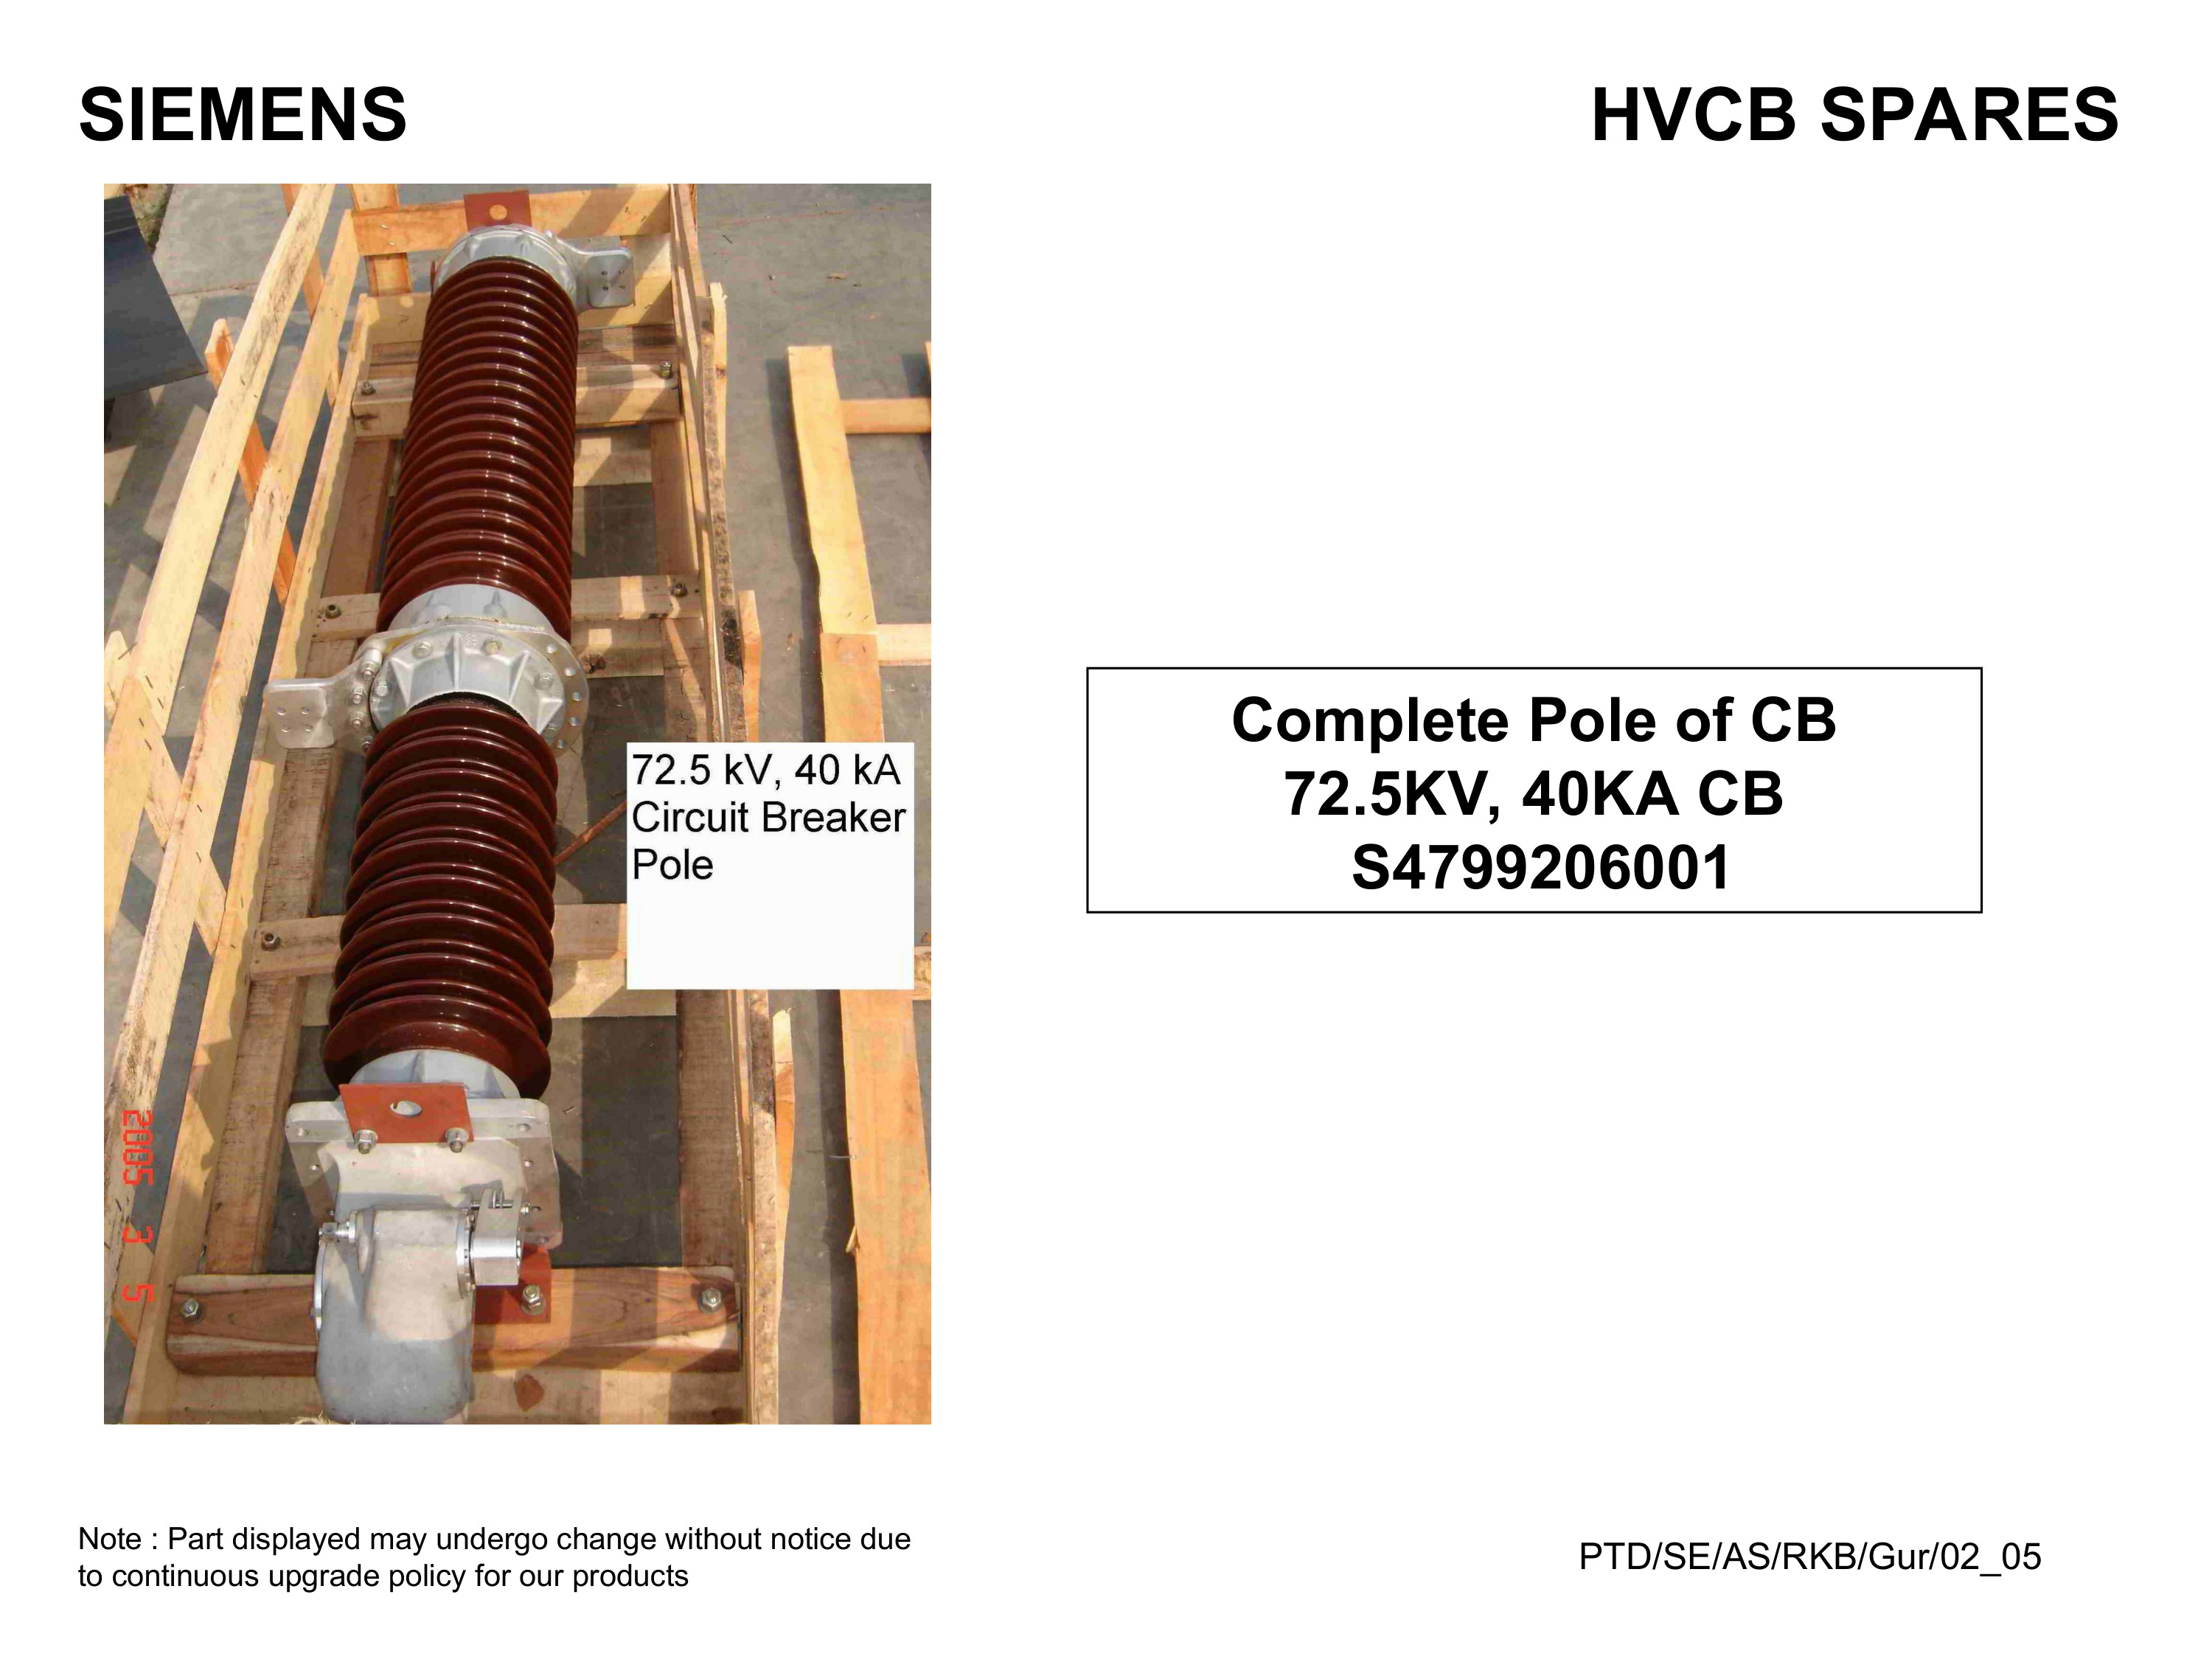 SIEMENS
HVCB SPARES
72.5 kV, 40 kA
Circuit Breaker
Pole
Complete Pole of CB
72.5KV, 40KA CB
S4799206001
2005 3 5
Note : Part displayed may undergo change without notice due
to continuous upgrade policy for our products
PTD/SE/AS/RKB/Gur/02_05